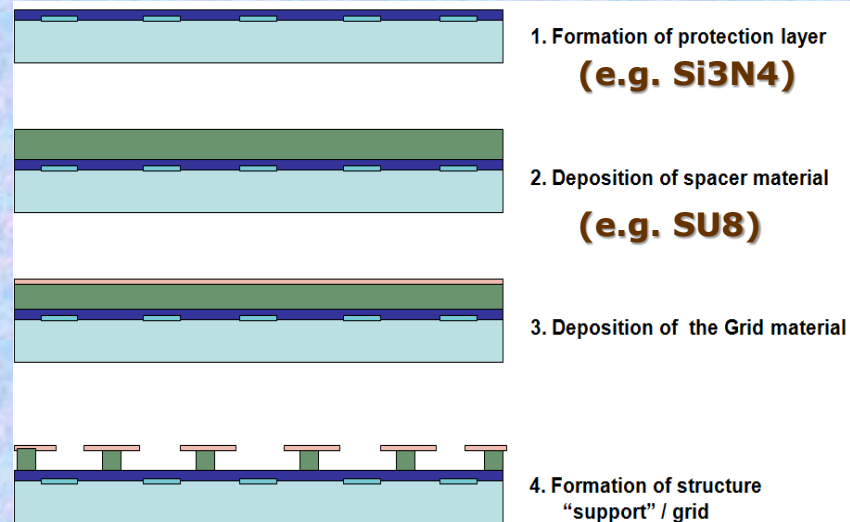 1. Formation of protection layer
(e.g. Si3N4)
2. Deposition of spacer material
(e.g. SU8)
3. Deposition of  the Grid material
4. Formation of structure
“support” / grid